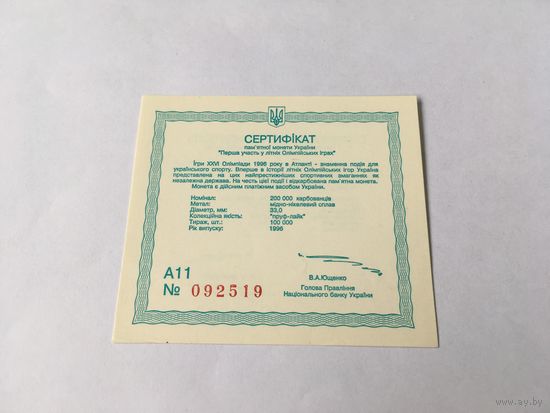 СЕРТИФІКАТ
пам'ятної монети України
"Перша участь у літніх Олімпійських іграх"
Ігри XXVI Олімпіади 1996 року в Атланті - знаменна подія для
українського спорту. Вперше в історії літніх Олімпійських ігор Україна
представлена на цих найпрестижніших спортивних змаганнях як
незалежна держава. На честь цієї події і відкарбована пам'ятна монета.
Монета є дійсним платіжним засобом України.
Номінал: 200 000 карбованців
Метал: мідно-нікелевий сплав
Діаметр, мм: 33,0
Колекційна якість: "пруф-лайк"
Тираж, шт.: 100 000
Рік випуску: 1996
В.А.Ющенко
Голова Правління
Національного банку України
А11
№ 092519
www.ay.by